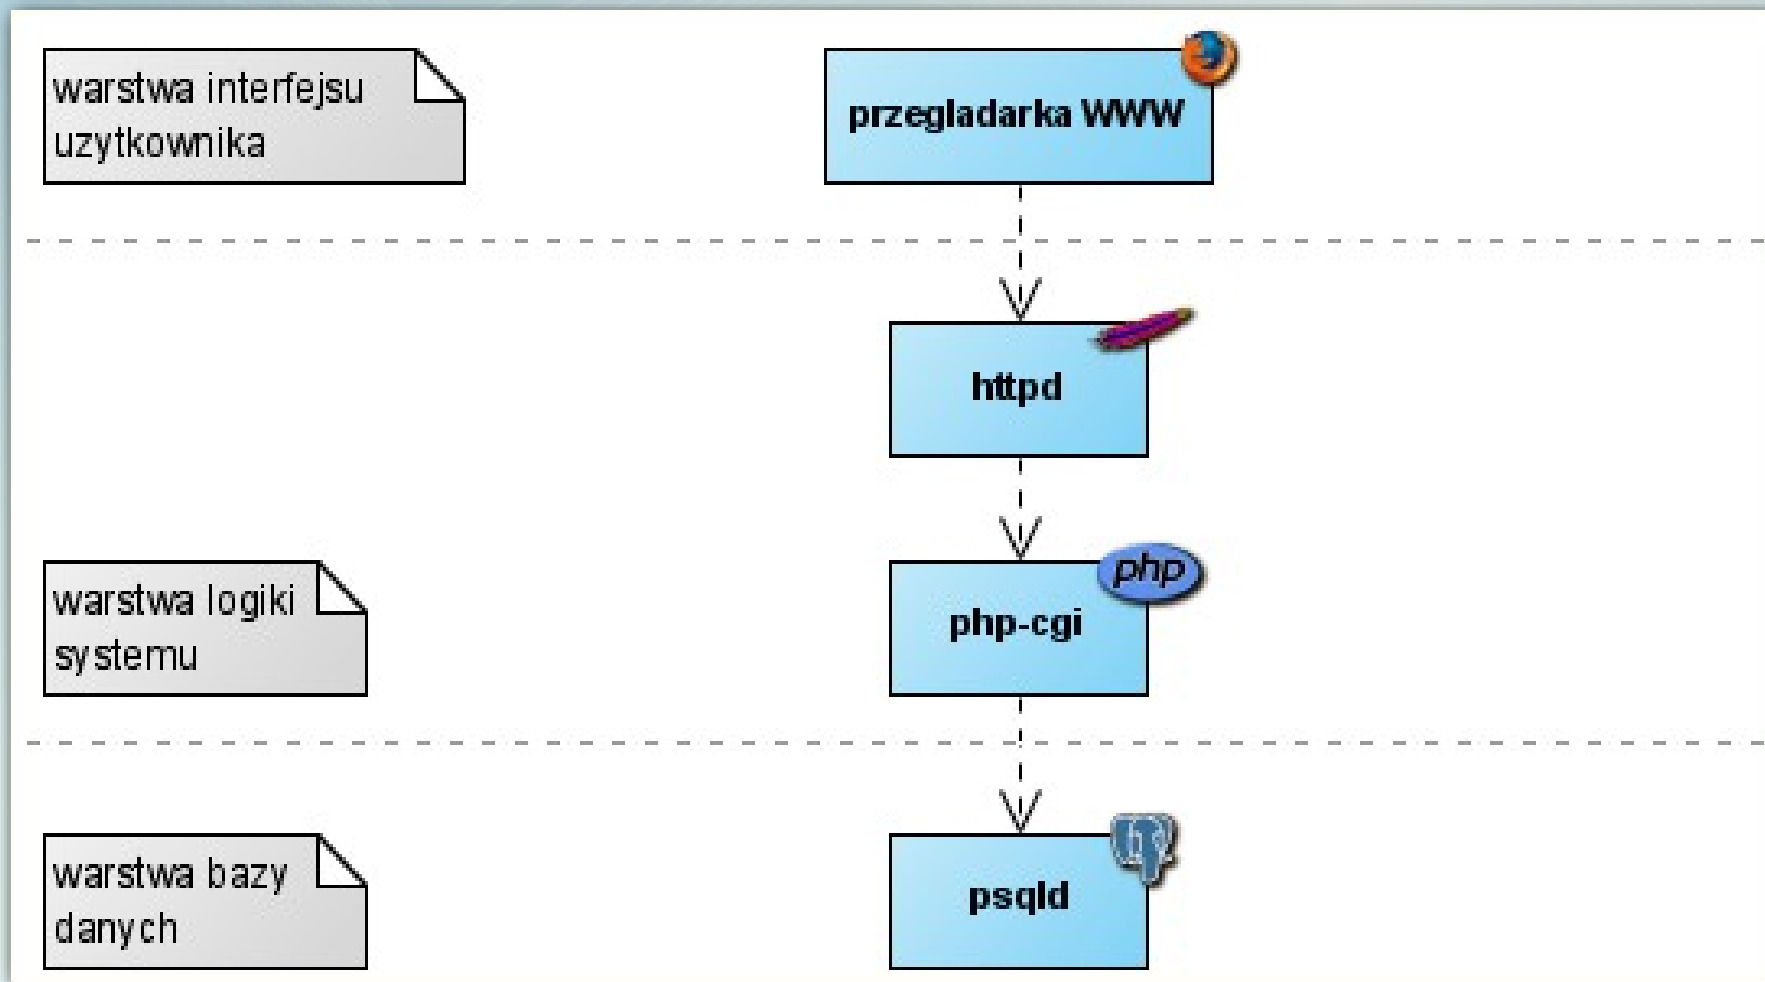 warstwa interfejsu
uzytkownika
przegladarka WWW
httpd
php
warstwa logiki
systemu
php-cgi
warstwa bazy
danych
psqld